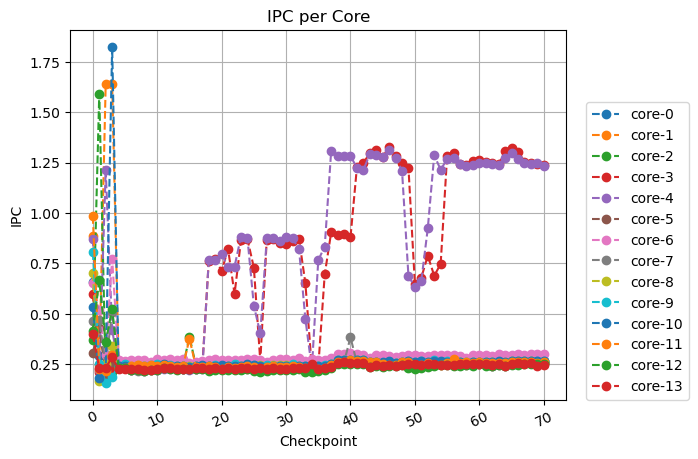 IPC per Core
IPC
1.75
1.50
1.25
1.00
0.75
0.50
0.25
0
10
20
30
40
50
60
70
Checkpoint
core-0
core-1
core-2
core-3
core-4
core-5
core-6
core-7
core-8
core-9
core-10
core-11
core-12
core-13